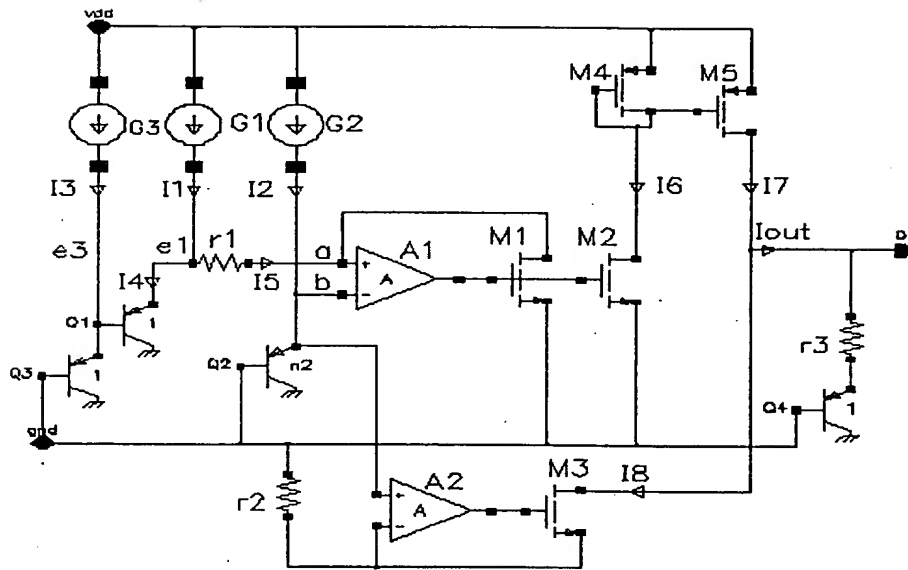 vdd
M4 M5
G3 G1 G2
I3 I1 I2 I6 I7
e3 e1 r1 a A1 M1 M2 Iout
+
A
I4 I5 b -
Q1 1
Q3 1 Q2 n2 r3
Q4 1
gnd
r2 A2 M3 I8
+
A
-